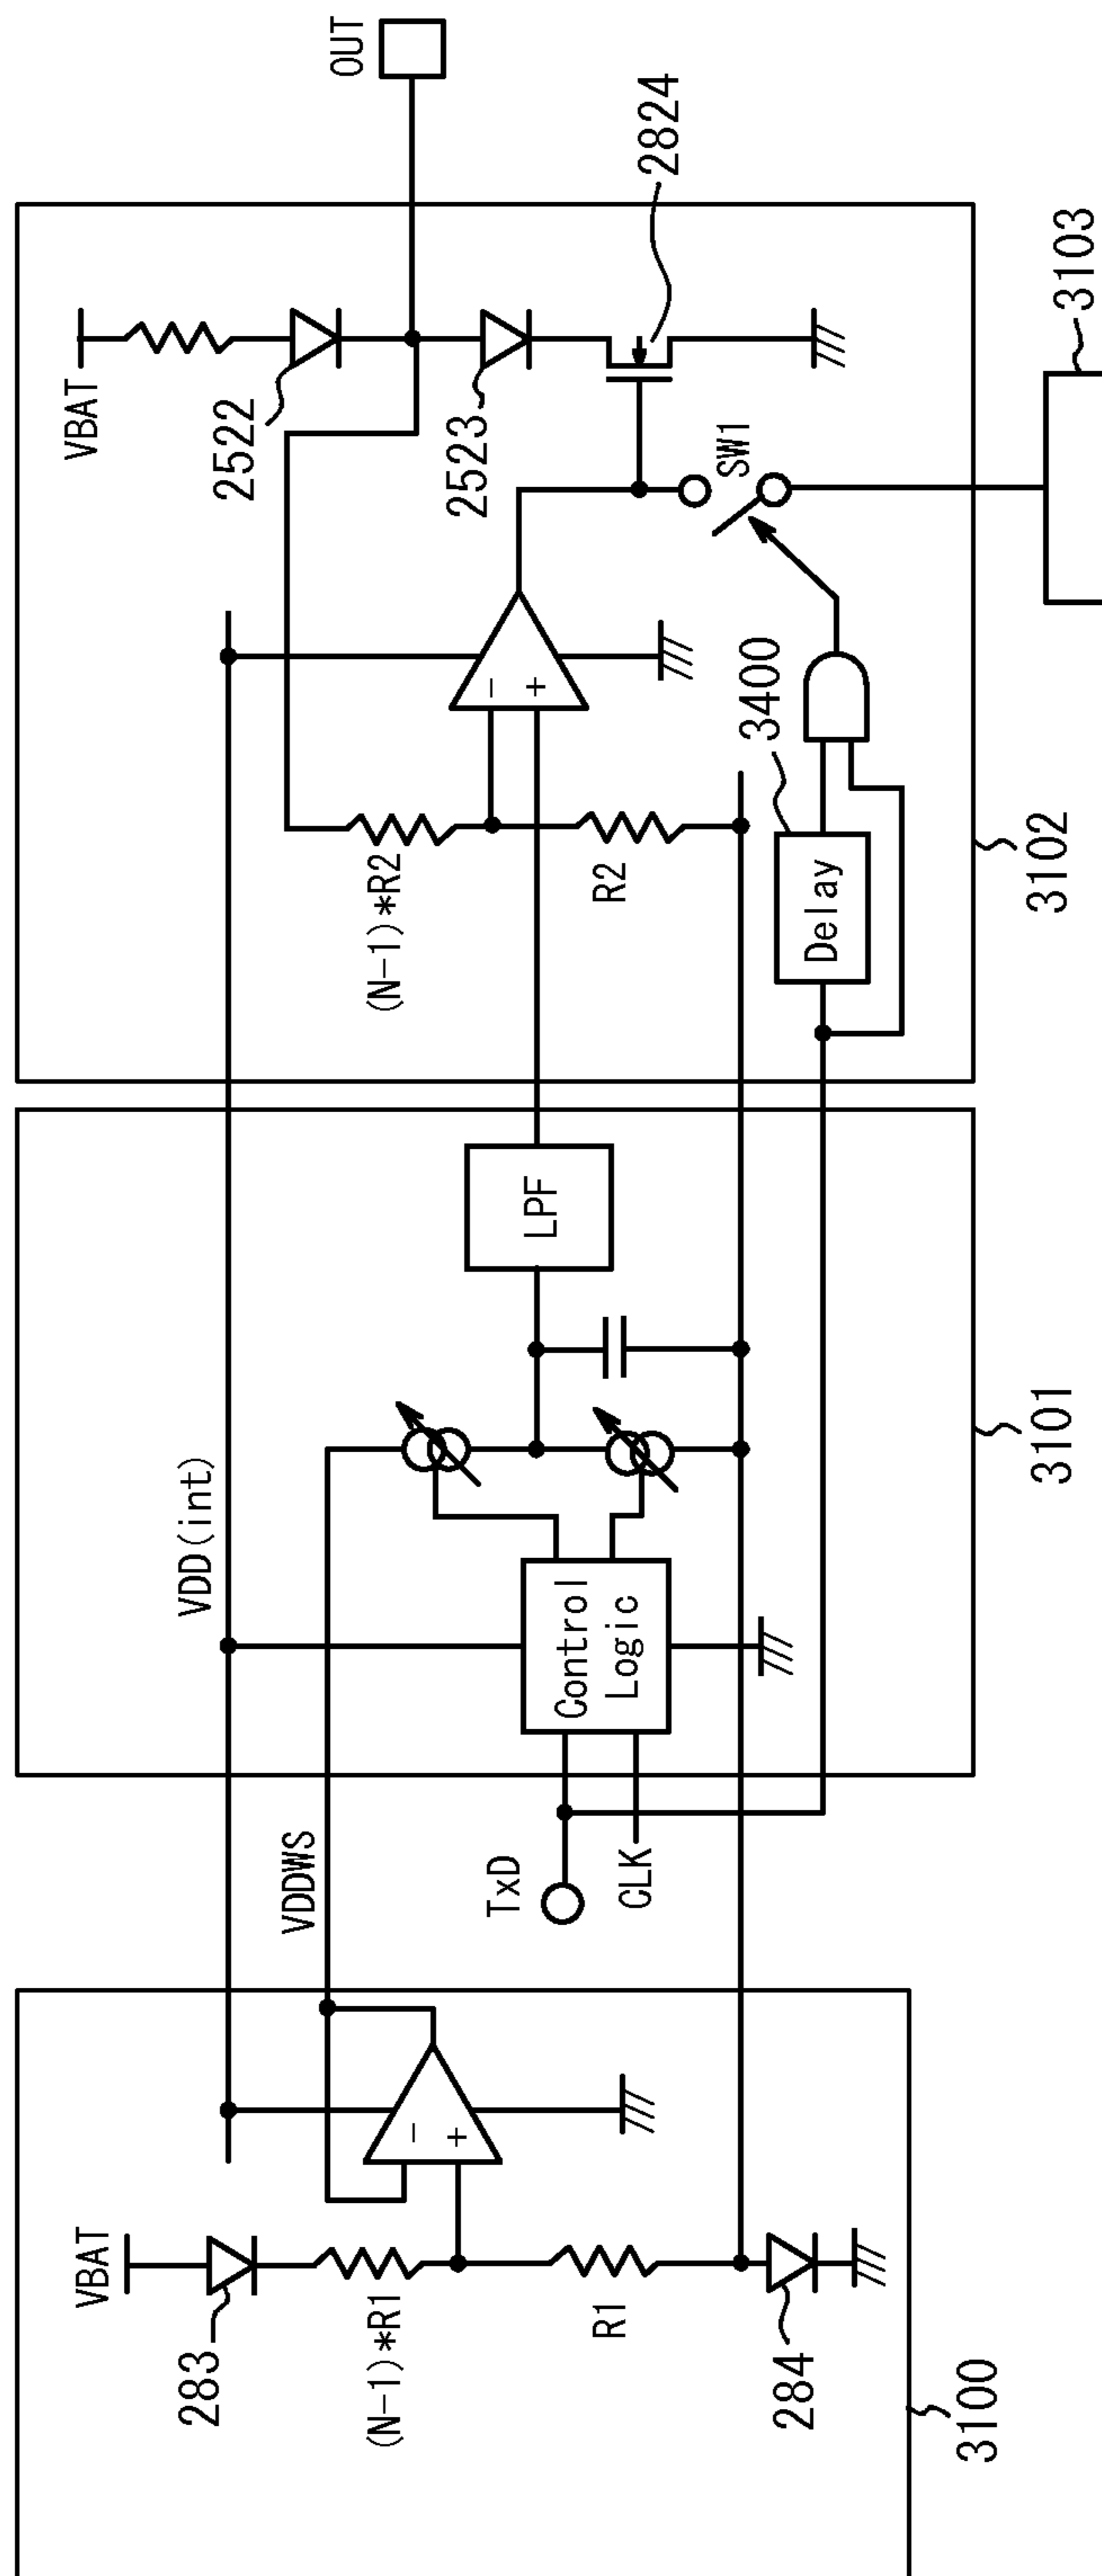 VBAT
283
(N-1)*R1
R1
284
3100
-
+
VDD(int)
VDDWS
TxD
CLK
Control
Logic
LPF
3101
VBAT
2522
2523
(N-1)*R2
R2
-
+
OUT
2824
SW1
Delay
3400
3102
3103